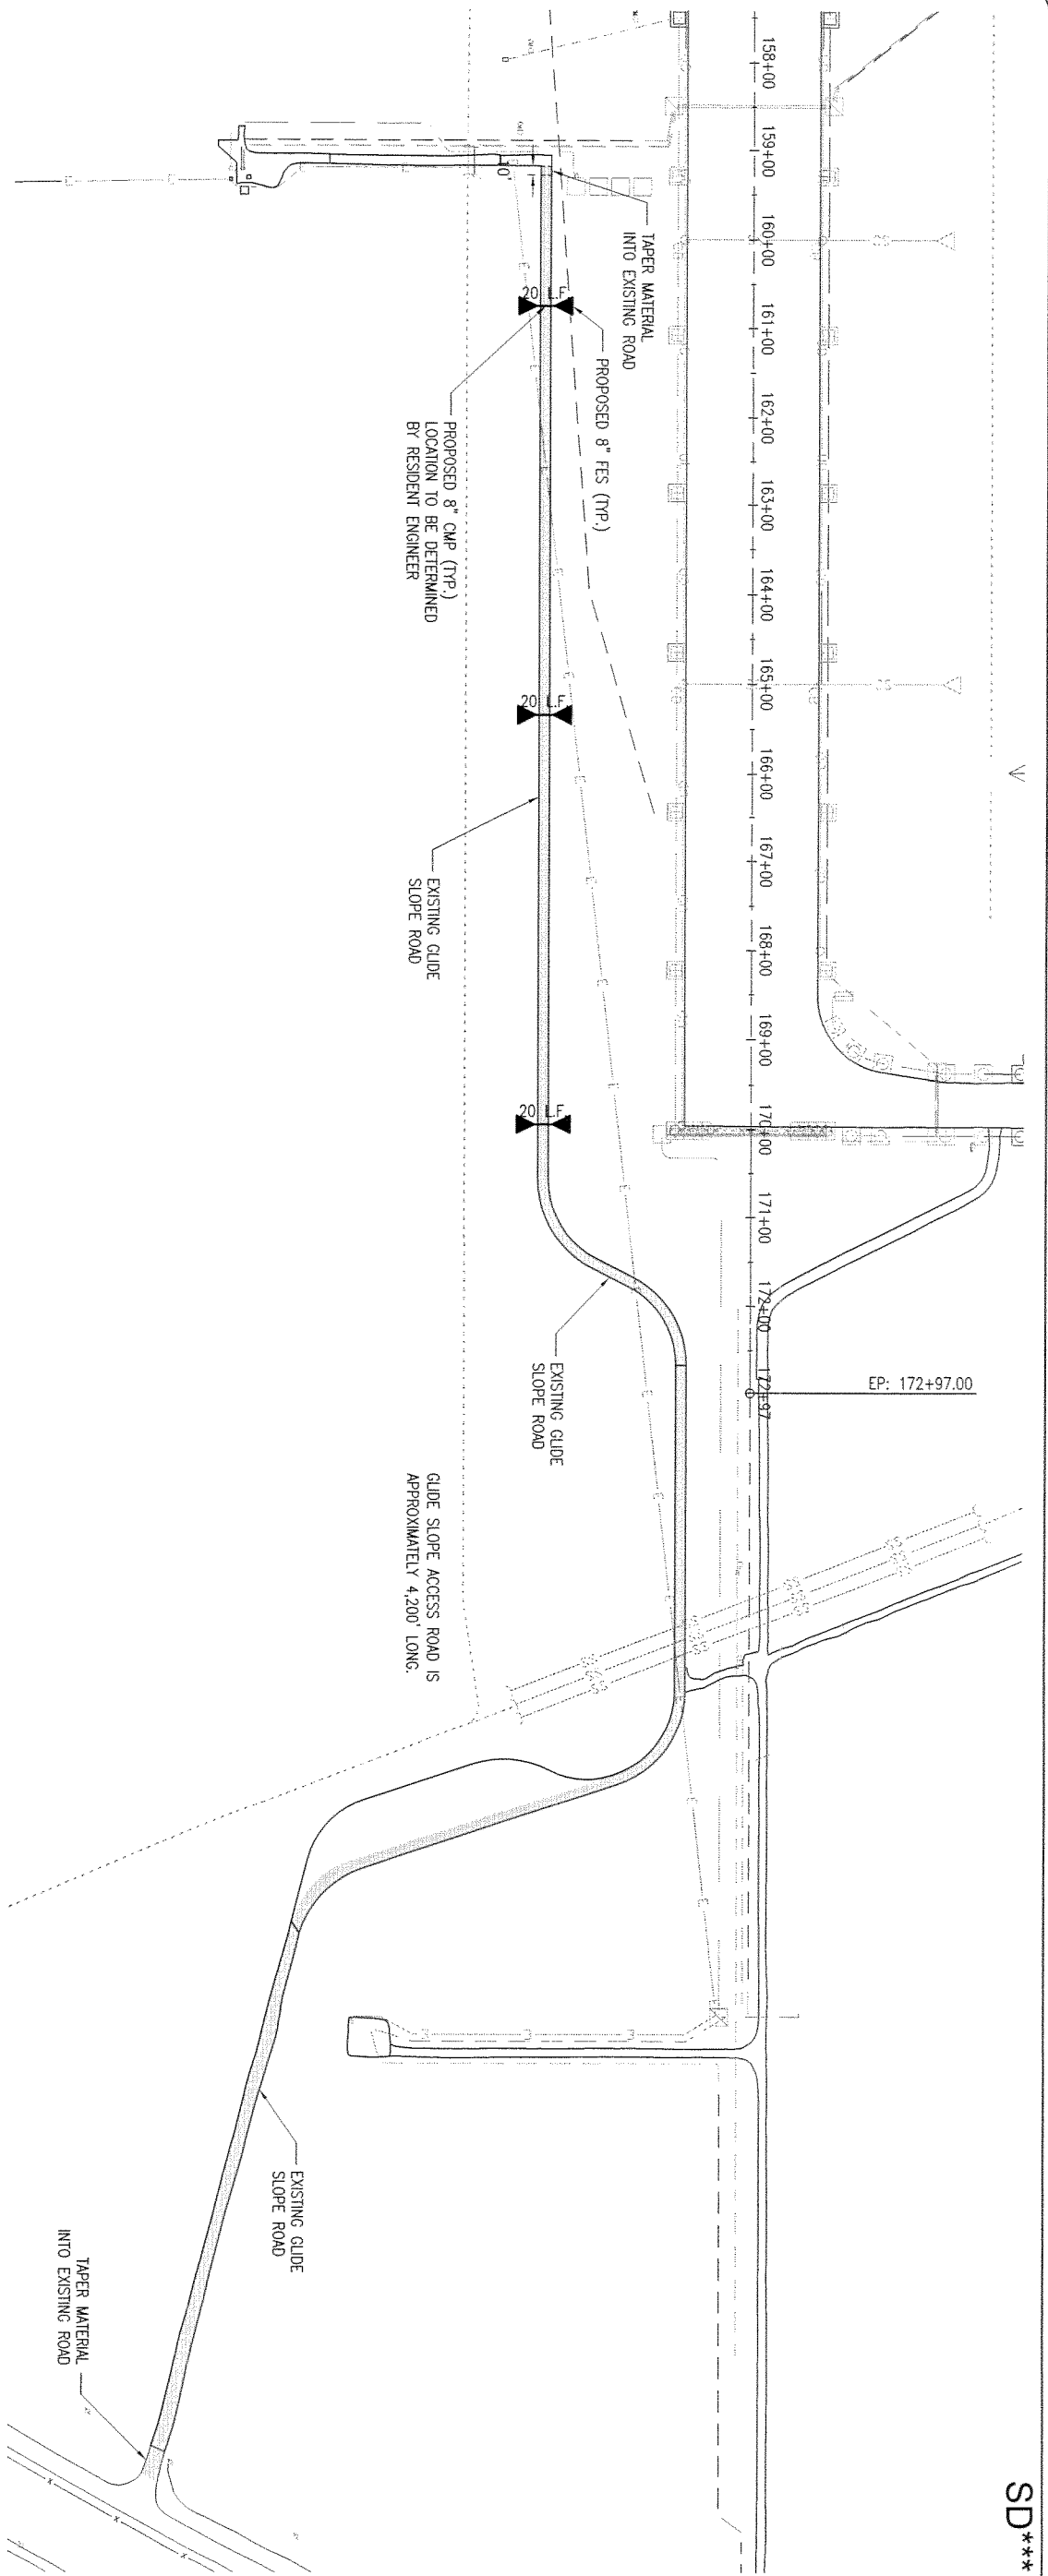 SD***
158+00
159+00
160+00
161+00
162+00
163+00
164+00
165+00
166+00
167+00
168+00
169+00
170+00
171+00
172+00
172+97
EP: 172+97.00
TAPER MATERIAL
INTO EXISTING ROAD
10'
PROPOSED 8" FES (TYP.)
20 L.F.
PROPOSED 8" CMP (TYP.)
LOCATION TO BE DETERMINED
BY RESIDENT ENGINEER
20 L.F.
EXISTING GLIDE
SLOPE ROAD
20 L.F.
EXISTING GLIDE
SLOPE ROAD
GLIDE SLOPE ACCESS ROAD IS
APPROXIMATELY 4,200' LONG.
EXISTING GLIDE
SLOPE ROAD
TAPER MATERIAL
INTO EXISTING ROAD